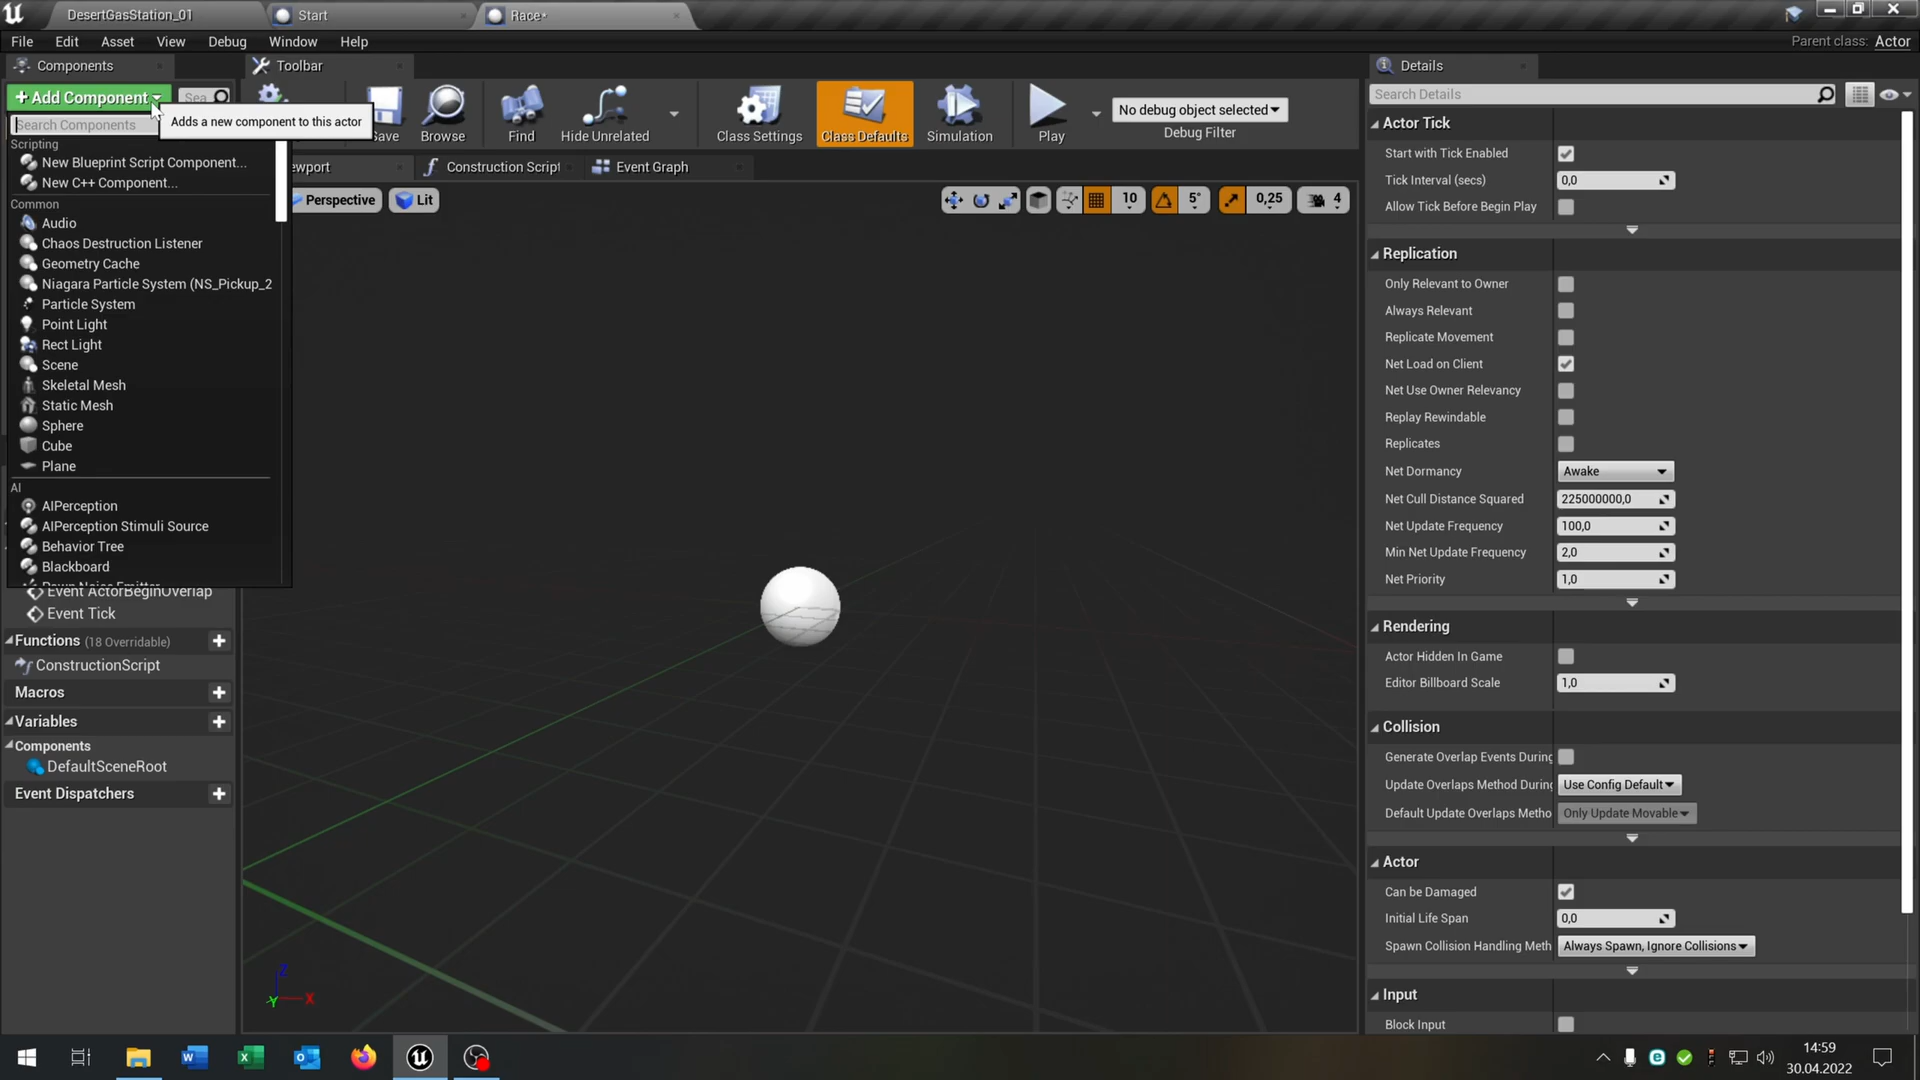 DesertGasStation_01
Start
Race*
File
Edit
Asset
View
Debug
Window
Help
Parent class: Actor
Components
Toolbar
Details
+ Add Component
Sea
Adds a new component to this actor
Search Components
Save
Browse
Find
Hide Unrelated
Class Settings
Class Defaults
Simulation
Play
No debug object selected
Debug Filter
Search Details
Scripting
New Blueprint Script Component...
New C++ Component...
Common
Audio
Chaos Destruction Listener
Geometry Cache
Niagara Particle System (NS_Pickup_2
Particle System
Point Light
Rect Light
Scene
Skeletal Mesh
Static Mesh
Sphere
Cube
Plane
AI
AIPerception
AIPerception Stimuli Source
Behavior Tree
Blackboard
Pawn Noise Emitter
Event ActorBeginOverlap
Event Tick
Functions (18 Overridable)
ConstructionScript
Macros
Variables
Components
DefaultSceneRoot
Event Dispatchers
ewport
Construction Script
Event Graph
Perspective
Lit
10
5°
0,25
4
Z
Y
X
Actor Tick
Start with Tick Enabled
Tick Interval (secs)
0,0
Allow Tick Before Begin Play
Replication
Only Relevant to Owner
Always Relevant
Replicate Movement
Net Load on Client
Net Use Owner Relevancy
Replay Rewindable
Replicates
Net Dormancy
Awake
Net Cull Distance Squared
225000000,0
Net Update Frequency
100,0
Min Net Update Frequency
2,0
Net Priority
1,0
Rendering
Actor Hidden In Game
Editor Billboard Scale
1,0
Collision
Generate Overlap Events During
Update Overlaps Method During
Use Config Default
Default Update Overlaps Metho
Only Update Movable
Actor
Can be Damaged
Initial Life Span
0,0
Spawn Collision Handling Meth
Always Spawn, Ignore Collisions
Input
Block Input
14:59
30.04.2022